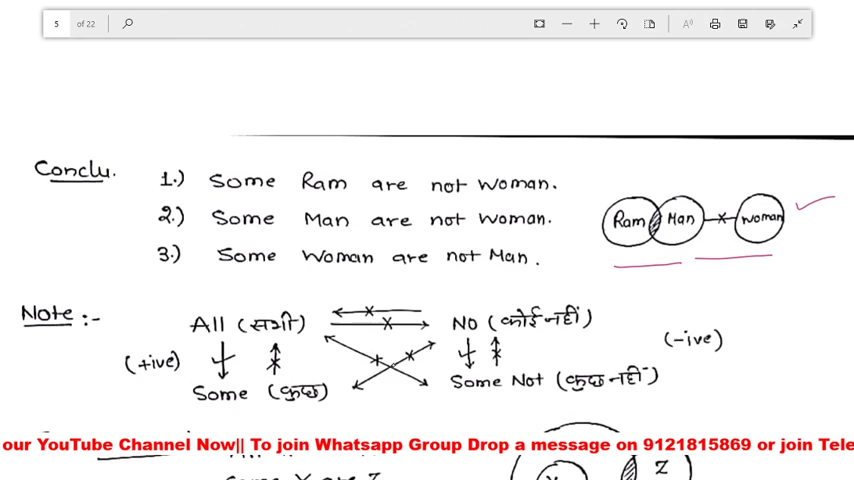 5 of 22
Conclu. 1.) Some Ram are not woman.
2.) Some Man are not Woman.
3.) Some Woman are not Man.
Ram Man Woman
Note :-
All (सभी) No (कोई नहीं)
(+ive) (-ive)
Some (कुछ) Some Not (कुछ नहीं)
our YouTube Channel Now|| To join Whatsapp Group Drop a message on 9121815869 or join Tele
Some Y are Z
Z